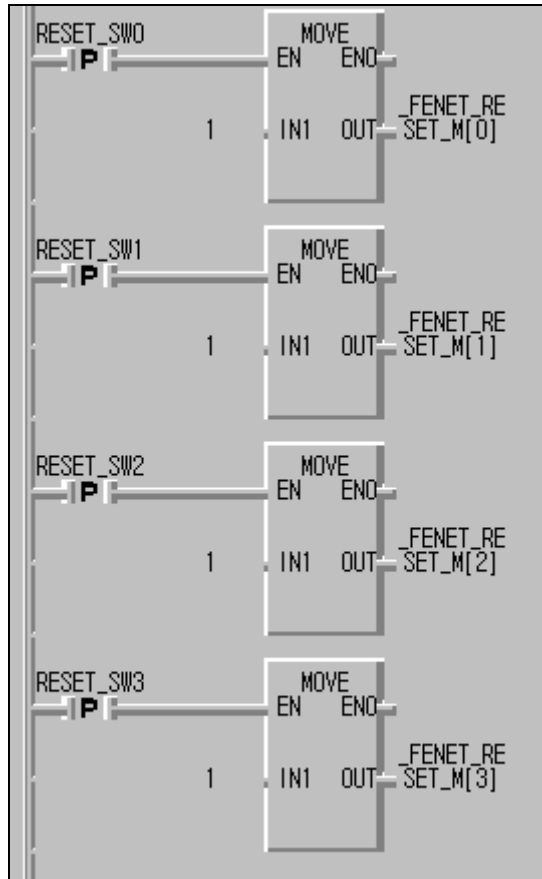 RESET_SW0
MOVE
P EN ENO
_FENET_RE
1 IN1 OUT SET_M[0]
RESET_SW1
MOVE
P EN ENO
_FENET_RE
1 IN1 OUT SET_M[1]
RESET_SW2
MOVE
P EN ENO
_FENET_RE
1 IN1 OUT SET_M[2]
RESET_SW3
MOVE
P EN ENO
_FENET_RE
1 IN1 OUT SET_M[3]